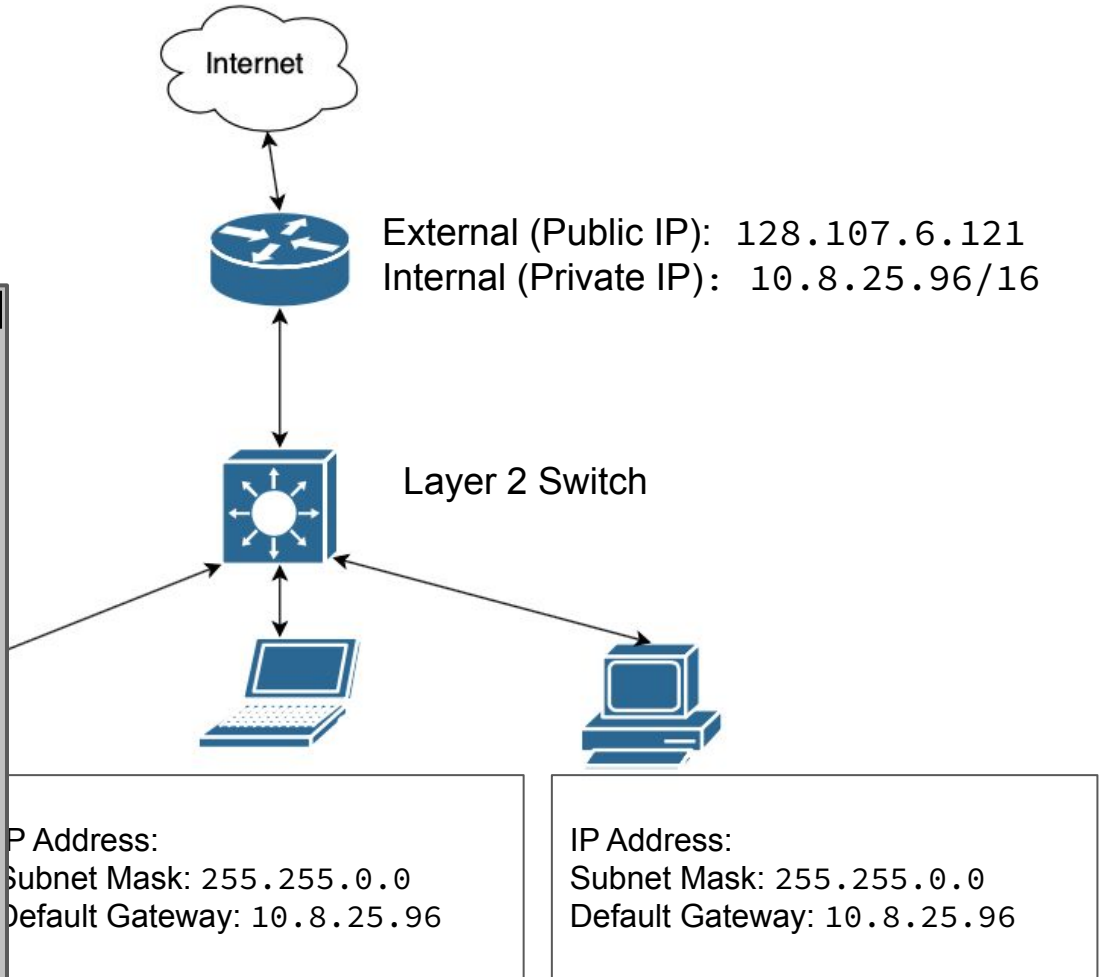 Internet
External (Public IP): 128.107.6.121
Internal (Private IP): 10.8.25.96/16
Layer 2 Switch
P Address:
Subnet Mask: 255.255.0.0
Default Gateway: 10.8.25.96
IP Address:
Subnet Mask: 255.255.0.0
Default Gateway: 10.8.25.96